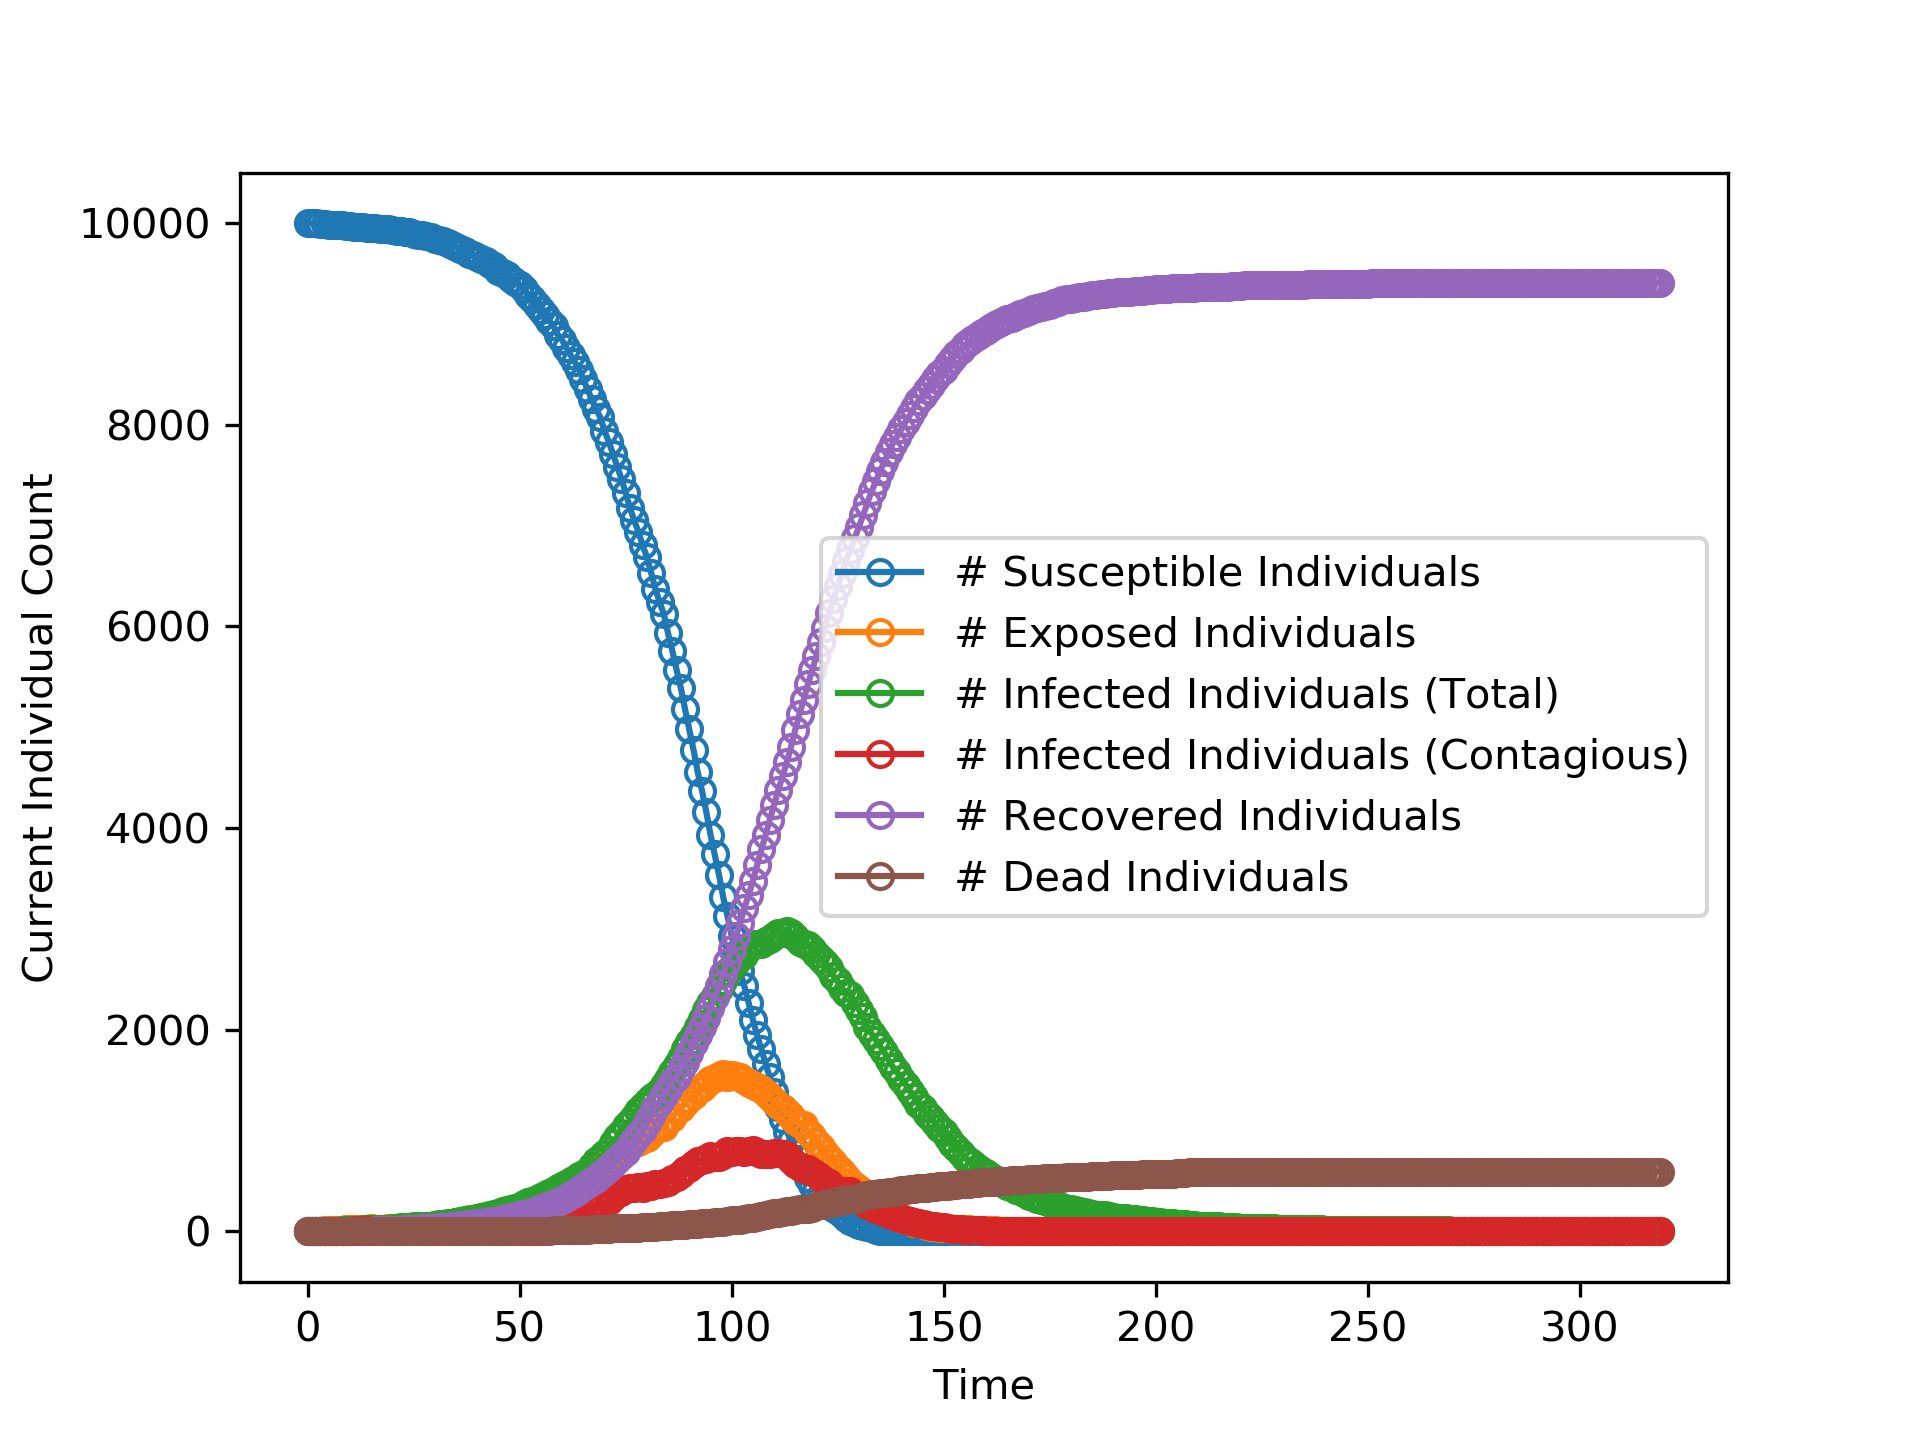 10000
8000
6000
4000
2000
0
Current Individual Count
# Susceptible Individuals
# Exposed Individuals
# Infected Individuals (Total)
# Infected Individuals (Contagious)
# Recovered Individuals
# Dead Individuals
0 50 100 150 200 250 300
Time